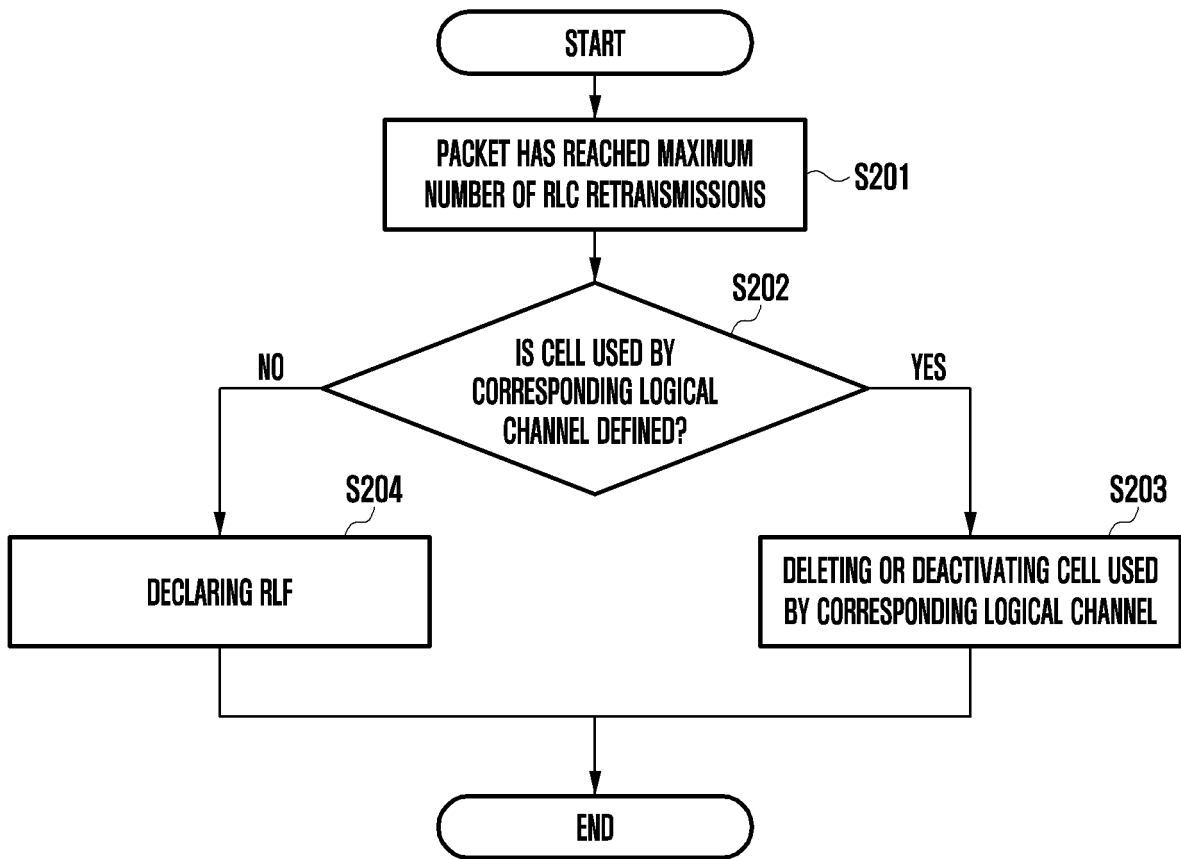 START
PACKET HAS REACHED MAXIMUM
NUMBER OF RLC RETRANSMISSIONS
S201
S202
IS CELL USED BY
CORRESPONDING LOGICAL
CHANNEL DEFINED?
NO
YES
S204
S203
DECLARING RLF
DELETING OR DEACTIVATING CELL USED
BY CORRESPONDING LOGICAL CHANNEL
END